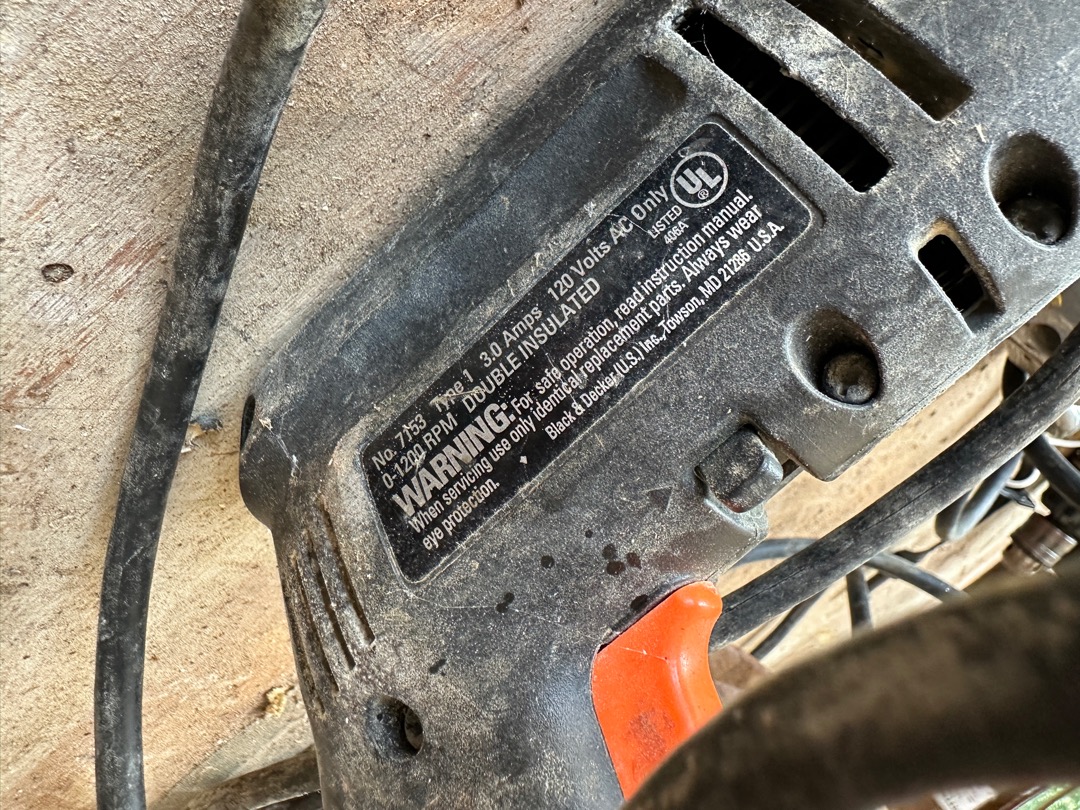 No. 7153 Type 1 3.0 Amps 120 Volts AC Only
0-1200 RPM DOUBLE INSULATED
UL ®
LISTED
406A
WARNING: For safe operation, read instruction manual.
When servicing use only identical replacement parts. Always wear
eye protection.
Black & Decker (U.S.) Inc., Towson, MD 21286 U.S.A.